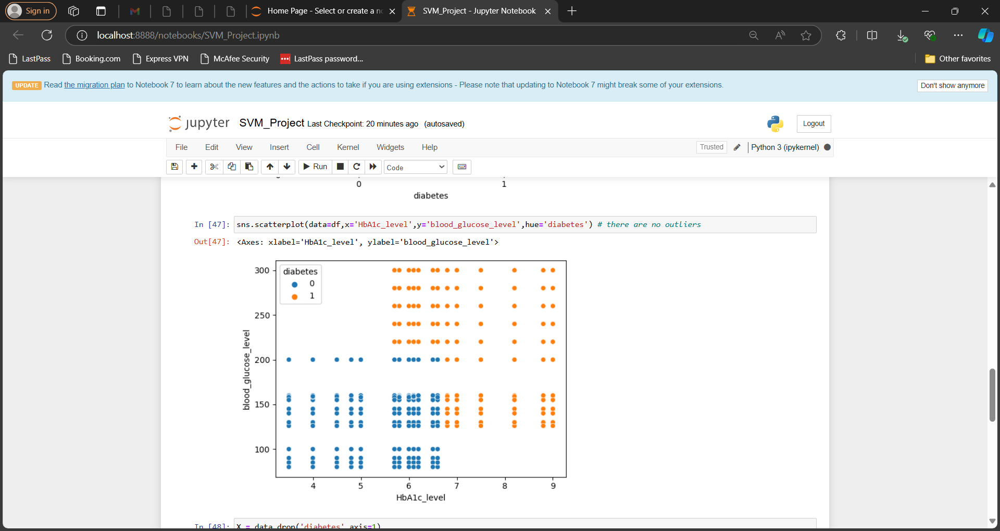 Sign in
Home Page - Select or create a n
SVM_Project - Jupyter Notebook
localhost:8888/notebooks/SVM_Project.ipynb
LastPass
Booking.com
Express VPN
McAfee Security
LastPass password...
Other favorites
UPDATE Read the migration plan to Notebook 7 to learn about the new features and the actions to take if you are using extensions - Please note that updating to Notebook 7 might break some of your extensions.
Don't show anymore
jupyter SVM_Project Last Checkpoint: 20 minutes ago (autosaved)
Logout
File Edit View Insert Cell Kernel Widgets Help
Trusted
Python 3 (ipykernel)
Run
Code
0 1
diabetes
In [47]: sns.scatterplot(data=df,x='HbA1c_level',y='blood_glucose_level',hue='diabetes') # there are no outliers
Out[47]: <Axes: xlabel='HbA1c_level', ylabel='blood_glucose_level'>
diabetes
0
1
300
250
200
150
100
blood_glucose_level
4 5 6 7 8 9
HbA1c_level
In [48]: X = data.drop('diabetes',axis=1)